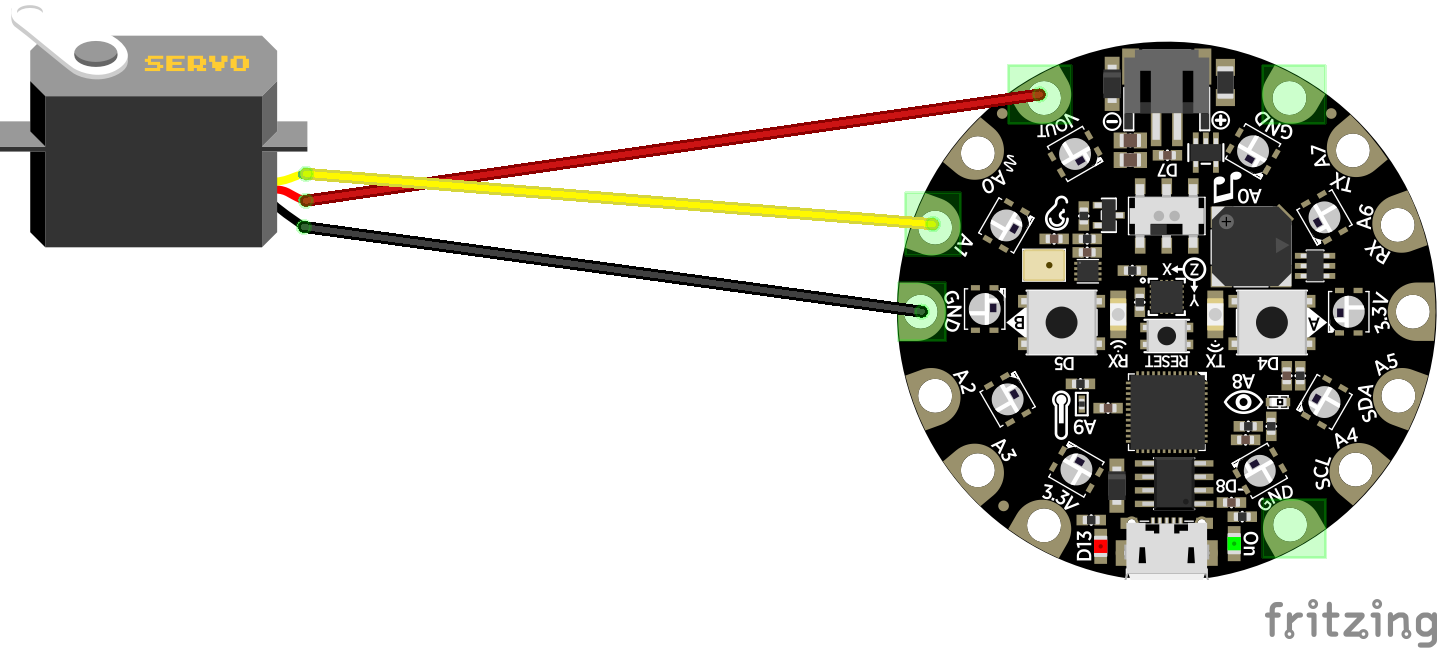 SERVO
VOUT
GND
A0
A7
TX
D7
A0
A6
RX
A1
X
Z
Y
GND
3.3V
B
A
D5
RX
RESET
TX
D4
A2
A8
A5
SDA
A9
A3
A4
SCL
3.3V
D8
GND
D13
On
fritzing